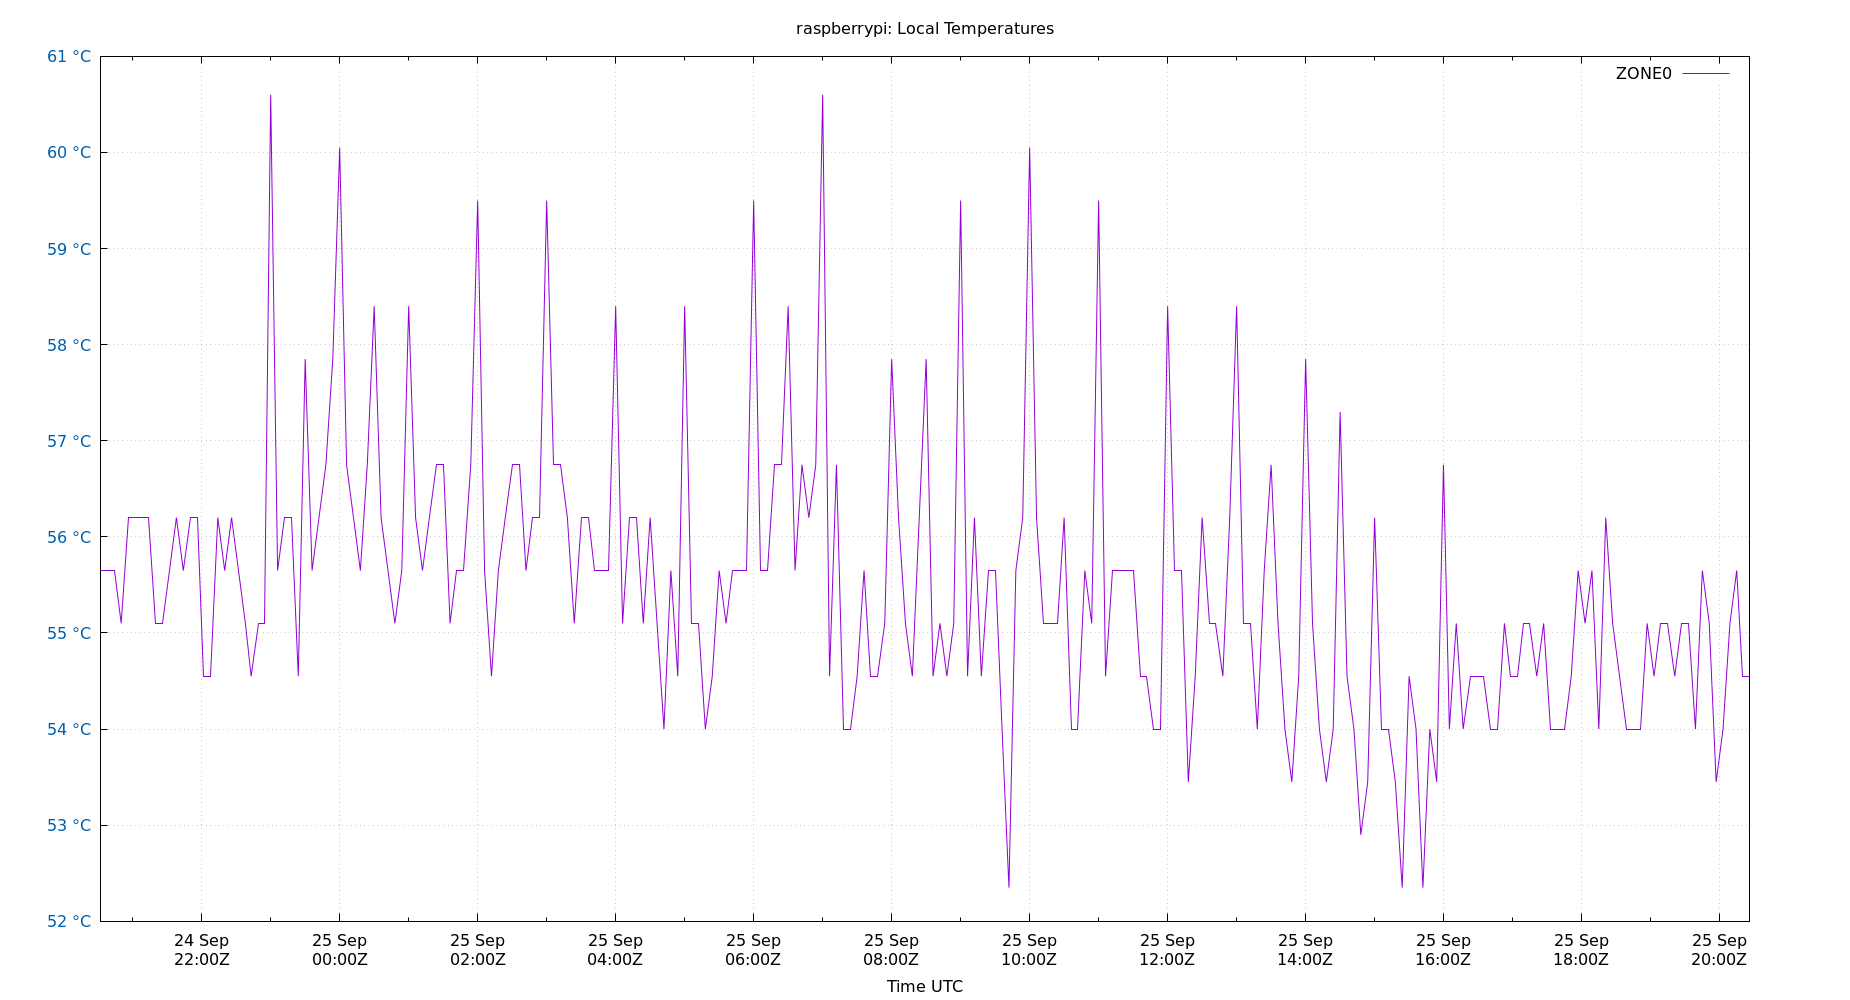 raspberrypi: Local Temperatures
61 °C
ZONE0
60 °C
59 °C
58 °C
57 °C
56 °C
55 °C
54 °C
53 °C
52 °C
24 Sep 25 Sep 25 Sep 25 Sep 25 Sep 25 Sep 25 Sep 25 Sep 25 Sep 25 Sep 25 Sep 25 Sep
22:00Z 00:00Z 02:00Z 04:00Z 06:00Z 08:00Z 10:00Z 12:00Z 14:00Z 16:00Z 18:00Z 20:00Z
Time UTC